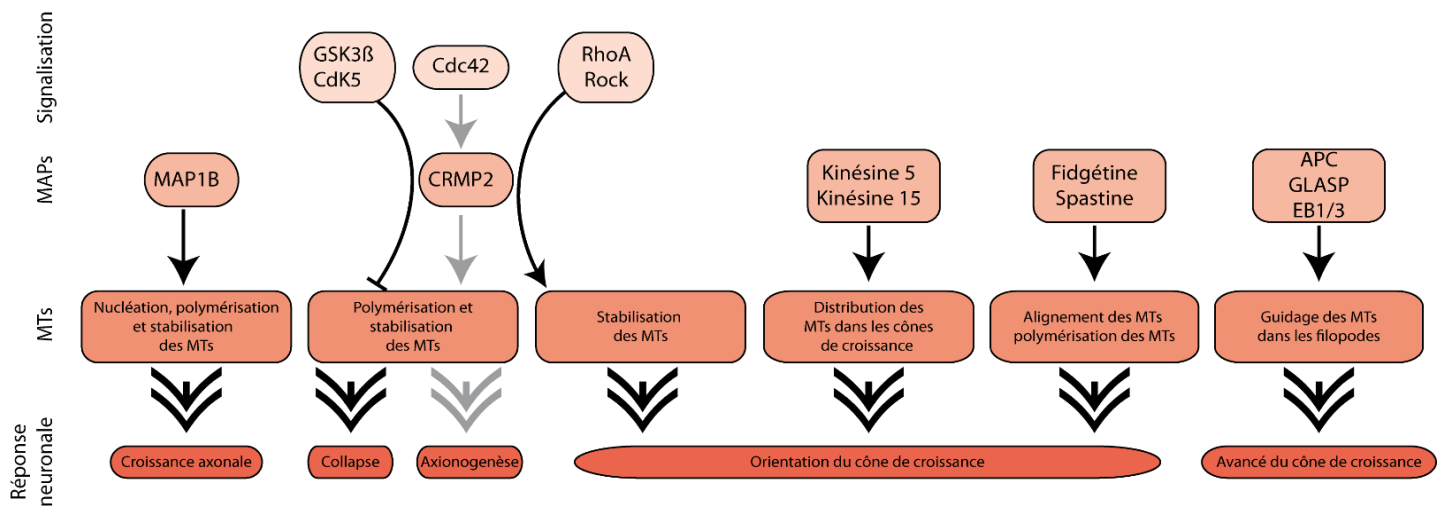 Signalisation
GSK3ß
CdK5
Cdc42
RhoA
Rock
MAPs
MAP1B
CRMP2
Kinésine 5
Kinésine 15
Fidgétine
Spastine
APC
GLASP
EB1/3
MTs
Nucléation, polymérisation
et stabilisation
des MTs
Polymérisation et
stabilisation
des MTs
Stabilisation
des MTs
Distribution des
MTs dans les cônes
de croissance
Alignement des MTs
polymérisation des MTs
Guidage des MTs
dans les filopodes
Réponse
neuronale
Croissance axonale
Collapse
Axionogenèse
Orientation du cône de croissance
Avancé du cône de croissance